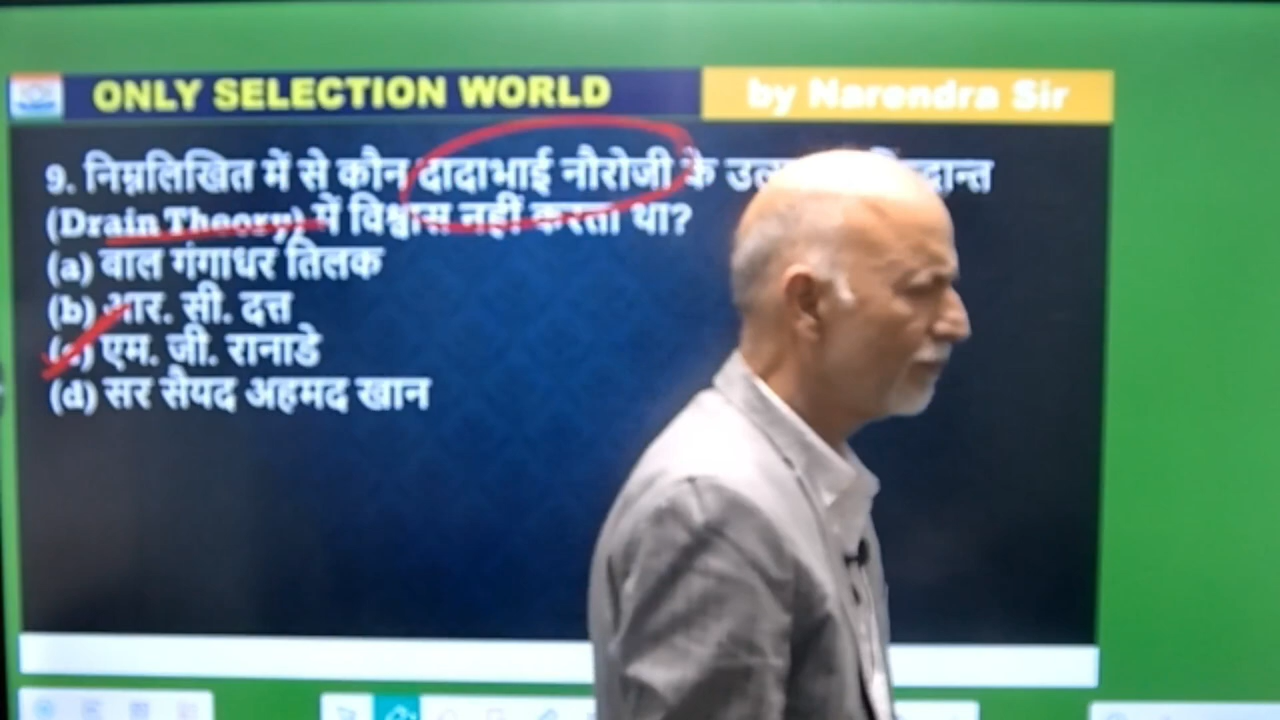 ONLY SELECTION WORLD
by Narendra Sir
9. निम्नलिखित में से कौन दादाभाई नौरोजी के
(Drain Theory) में विश्वास नहीं करता था?
(a) बाल गंगाधर तिलक
(b) आर. सी. दत्त
(c) एम. जी. रानाडे
(d) सर सैयद अहमद खान